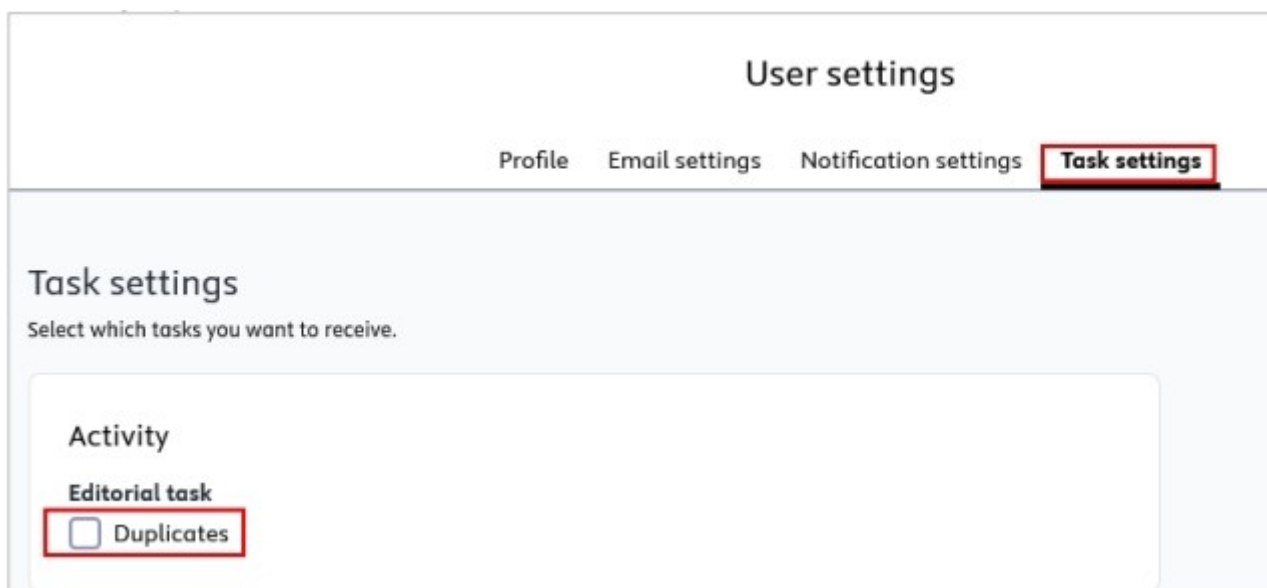 User settings
Profile Email settings Notification settings Task settings
Task settings
Select which tasks you want to receive.
Activity
Editorial task
Duplicates